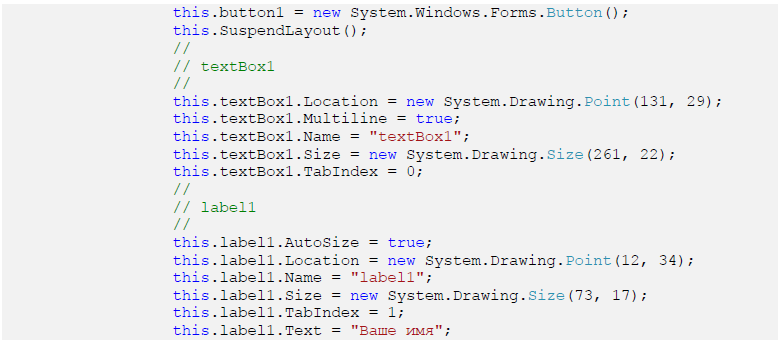 this.button1 = new System.Windows.Forms.Button();
this.SuspendLayout();
//
// textBox1
//
this.textBox1.Location = new System.Drawing.Point(131, 29);
this.textBox1.Multiline = true;
this.textBox1.Name = "textBox1";
this.textBox1.Size = new System.Drawing.Size(261, 22);
this.textBox1.TabIndex = 0;
//
// label1
//
this.label1.AutoSize = true;
this.label1.Location = new System.Drawing.Point(12, 34);
this.label1.Name = "label1";
this.label1.Size = new System.Drawing.Size(73, 17);
this.label1.TabIndex = 1;
this.label1.Text = "Ваше имя";